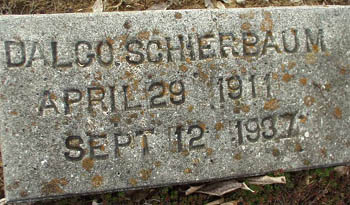 DALCO SCHIERBAUM
APRIL 29 1911
SEPT 12 1937